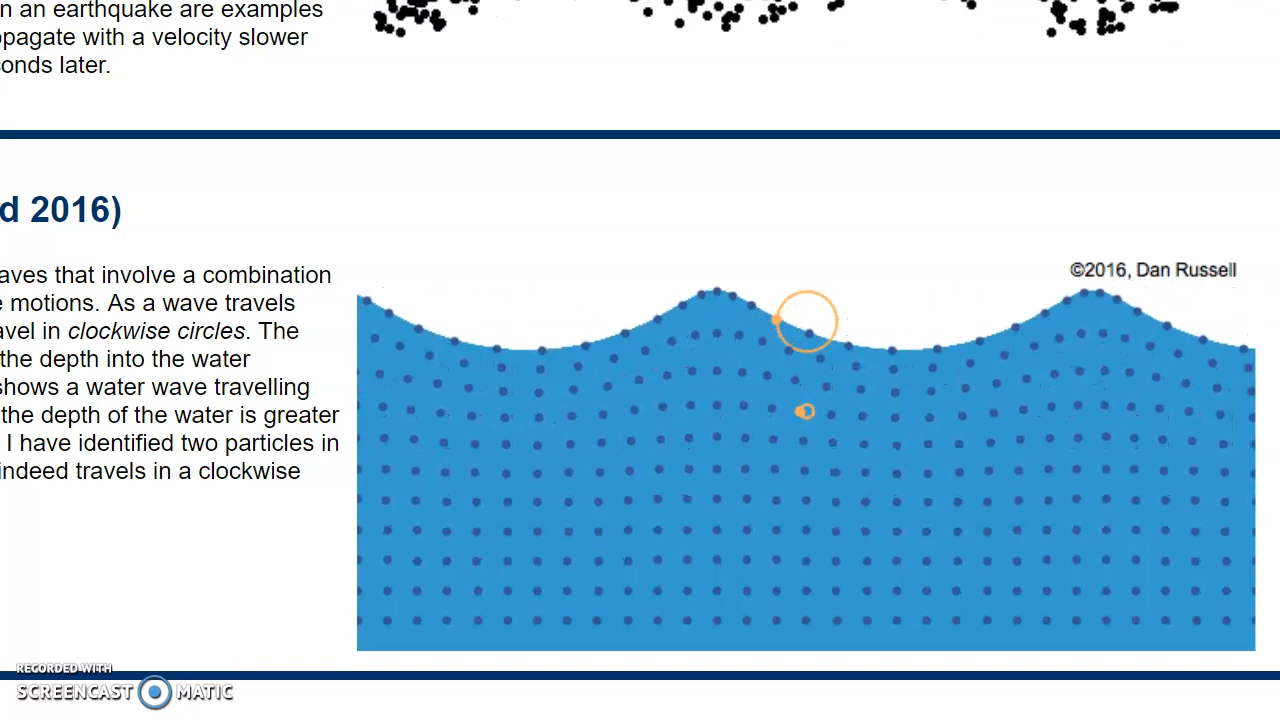 n an earthquake are examples
opagate with a velocity slower
onds later.
d 2016)
aves that involve a combination
e motions. As a wave travels
avel in clockwise circles. The
the depth into the water
shows a water wave travelling
the depth of the water is greater
I have identified two particles in
indeed travels in a clockwise
©2016, Dan Russell
RECORDED WITH
SCREENCAST MATIC